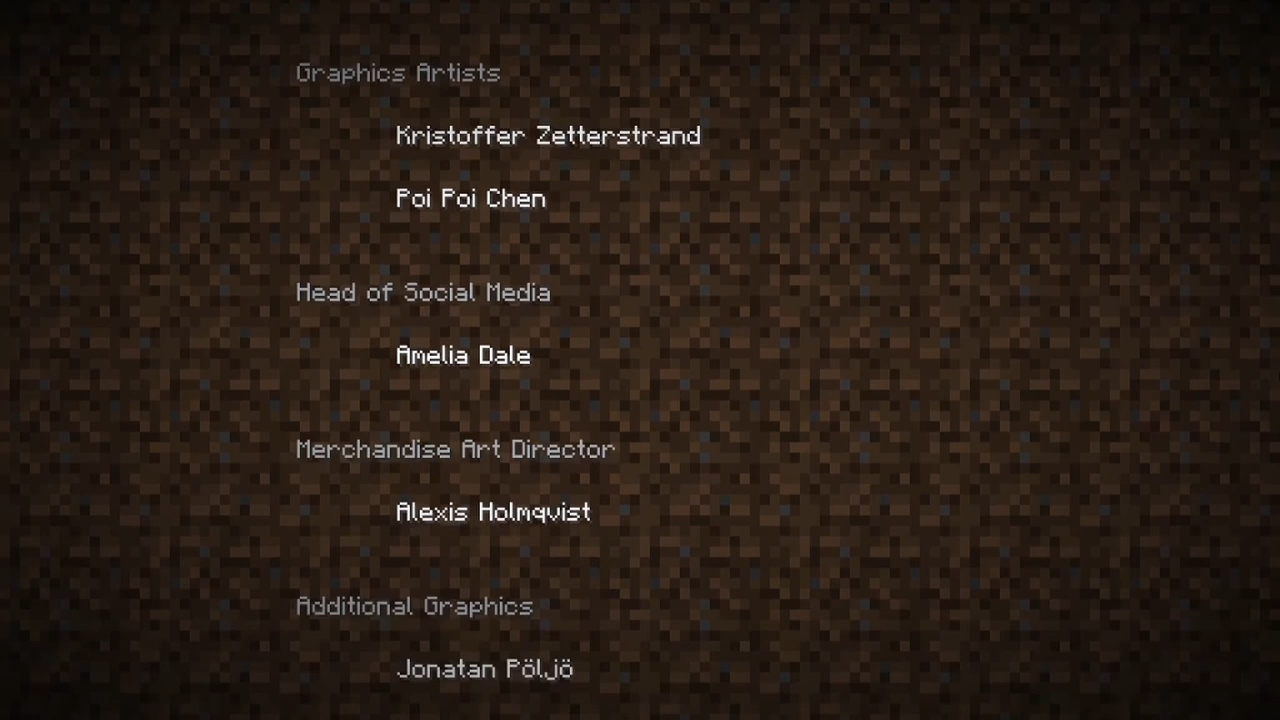 Graphics Artists
Kristoffer Zetterstrand
Poi Poi Chen
Head of Social Media
Amelia Dale
Merchandise Art Director
Alexis Holmqvist
Additional Graphics
Jonatan Pöljö